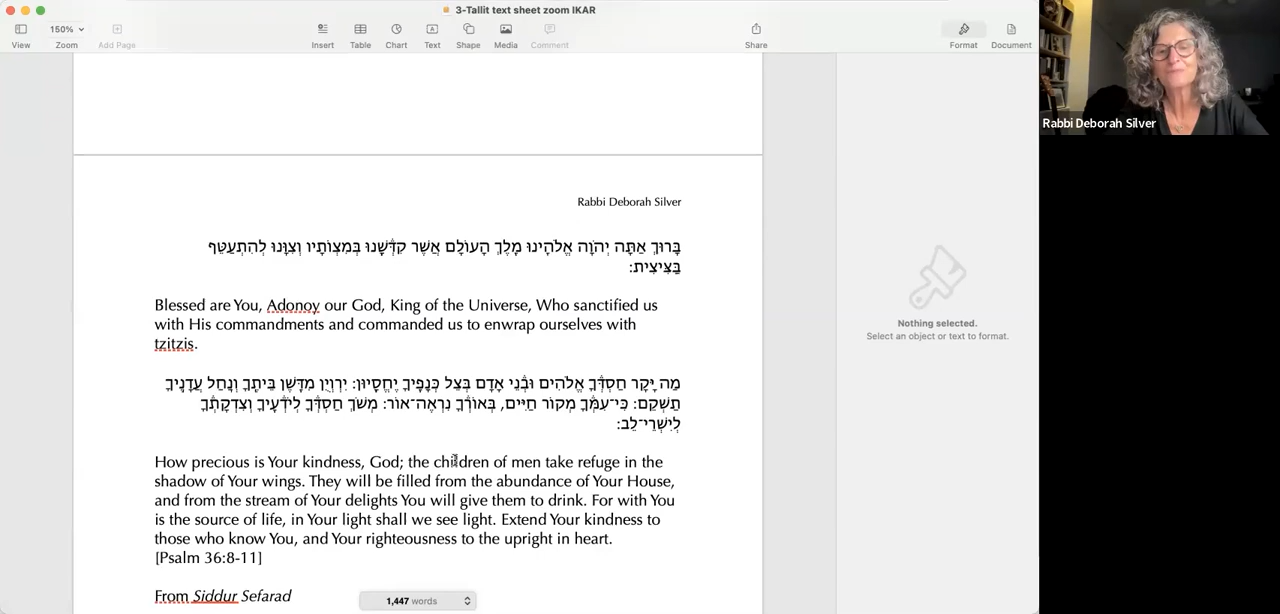 3-Tallit text sheet zoom IKAR
150%
View
Zoom
Add Page
Insert
Table
Chart
Text
Shape
Media
Comment
Share
Format
Document
Rabbi Deborah Silver
Rabbi Deborah Silver
בָּרוּךְ אַתָּה יְהֹוָה אֱלֹהֵינוּ מֶֽלֶךְ הָעוֹלָם אֲשֶׁר קִדְּשָֽׁנוּ בְּמִצְוֹתָיו וְצִוָּֽנוּ לְהִתְעַטֵּף
בַּצִּיצִית:
Blessed are You, Adonoy our God, King of the Universe, Who sanctified us
with His commandments and commanded us to enwrap ourselves with
tzitzis.
מַה יָּקָר חַסְדְּ֒ךָ אֱלֹהִים וּבְ֒נֵי אָדָם בְּצֵל כְּנָפֶֽיךָ יֶחֱסָיוּן: יִרְוְיֻן מִדֶּֽשֶׁן בֵּיתֶֽךָ וְנַֽחַל עֲדָנֶֽיךָ
תַשְׁקֵם: כִּי־עִמְּ֒ךָ מְקוֹר חַיִּים, בְּאוֹרְ֒ךָ נִרְאֶה־אוֹר: מְשֹׁךְ חַסְדְּ֒ךָ לְיֹדְ֒עֶֽיךָ וְצִדְקָתְ֒ךָ
לְיִשְׁרֵי־לֵב:
How precious is Your kindness, God; the children of men take refuge in the
shadow of Your wings. They will be filled from the abundance of Your House,
and from the stream of Your delights You will give them to drink. For with You
is the source of life, in Your light shall we see light. Extend Your kindness to
those who know You, and Your righteousness to the upright in heart.
[Psalm 36:8-11]
From Siddur Sefarad
1,447 words
Nothing selected.
Select an object or text to format.